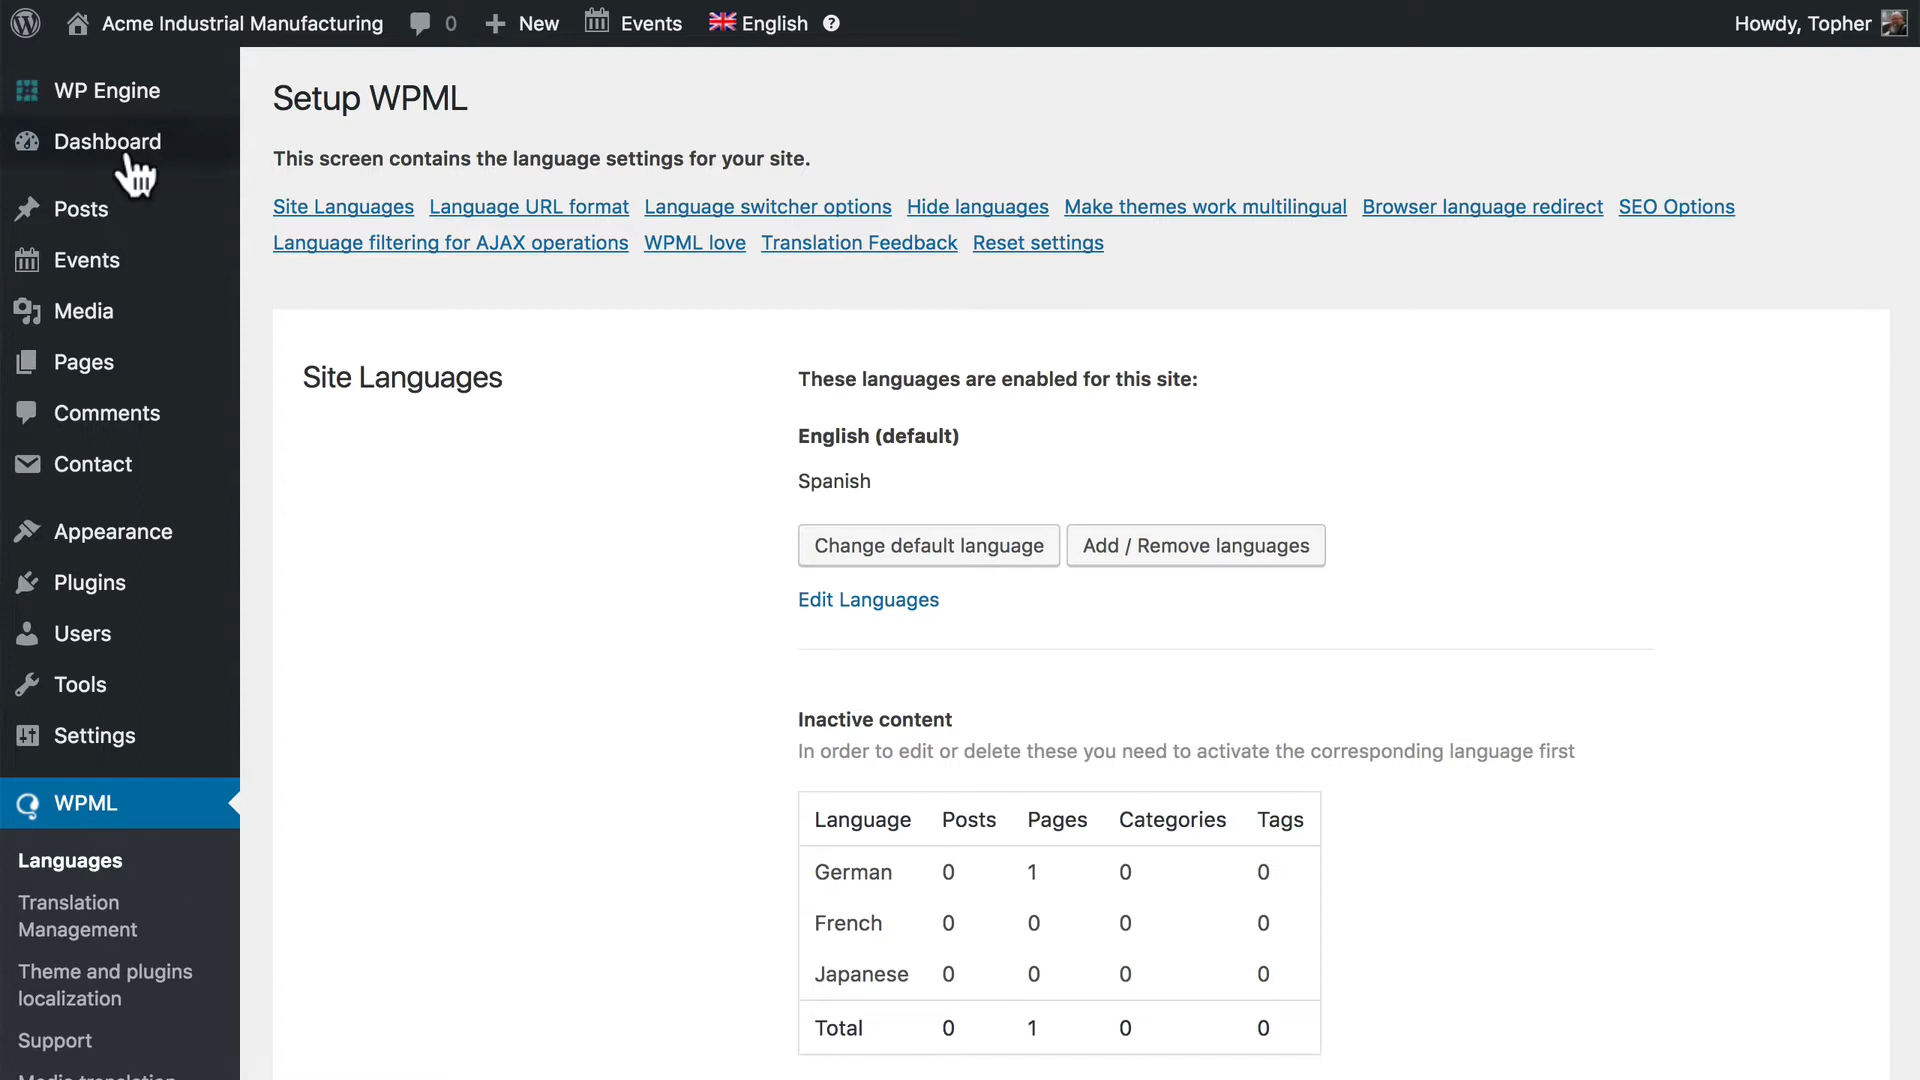 Acme Industrial Manufacturing 0 New Events English ? Howdy, Topher
WP Engine
Dashboard
Posts
Events
Media
Pages
Comments
Contact
Appearance
Plugins
Users
Tools
Settings
WPML
Languages
Translation
Management
Theme and plugins
localization
Support
Media translation
Setup WPML
This screen contains the language settings for your site.
Site Languages Language URL format Language switcher options Hide languages Make themes work multilingual Browser language redirect SEO Options
Language filtering for AJAX operations WPML love Translation Feedback Reset settings
Site Languages
These languages are enabled for this site:
English (default)
Spanish
Change default language Add / Remove languages
Edit Languages
Inactive content
In order to edit or delete these you need to activate the corresponding language first
Language Posts Pages Categories Tags
German 0 1 0 0
French 0 0 0 0
Japanese 0 0 0 0
Total 0 1 0 0